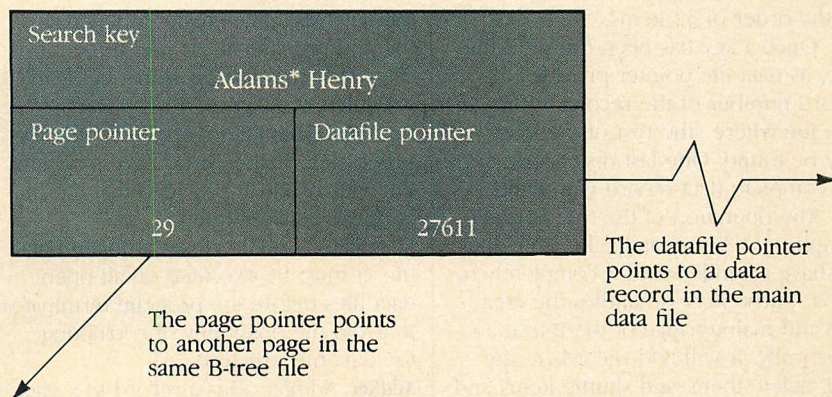 Search key
Adams* Henry
Page pointer
Datafile pointer
29
27611
The datafile pointer
points to a data
record in the main
data file
The page pointer points
to another page in the
same B-tree file